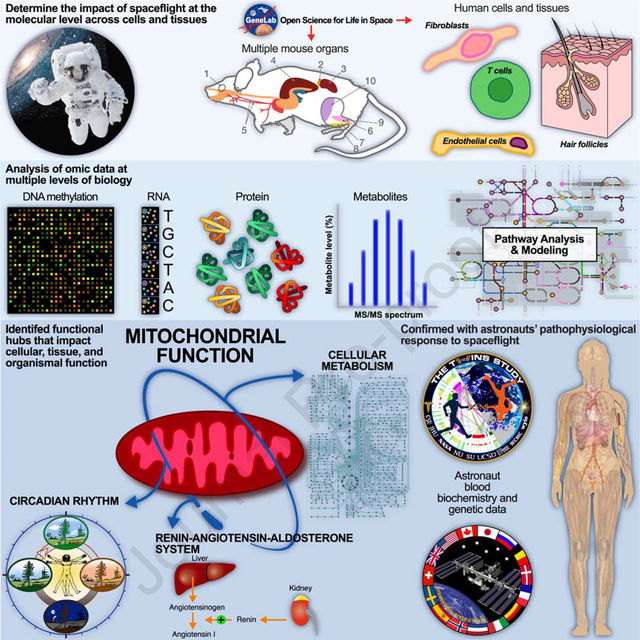 Determine the impact of spaceflight at the
molecular level across cells and tissues
GeneLab
Open Science for Life in Space
Multiple mouse organs
1
2
3
4
5
6
7
8
9
10
Human cells and tissues
Fibroblasts
T cells
Endothelial cells
Hair follicles
Analysis of omic data at
multiple levels of biology
DNA methylation
RNA
T
G
C
T
A
C
Protein
Metabolites
Metabolite level (%)
MS/MS spectrum
Pathway Analysis
& Modeling
Identifed functional
hubs that impact
cellular, tissue, and
organismal function
MITOCHONDRIAL
FUNCTION
CELLULAR
METABOLISM
CIRCADIAN RHYTHM
RENIN-ANGIOTENSIN-ALDOSTERONE
SYSTEM
Liver
Kidney
Angiotensinogen
+
Renin
Angiotensin I
Confirmed with astronauts' pathophysiological
response to spaceflight
THE TWINS STUDY
NASA NU SU UCSD
Astronaut
blood
biochemistry and
genetic data